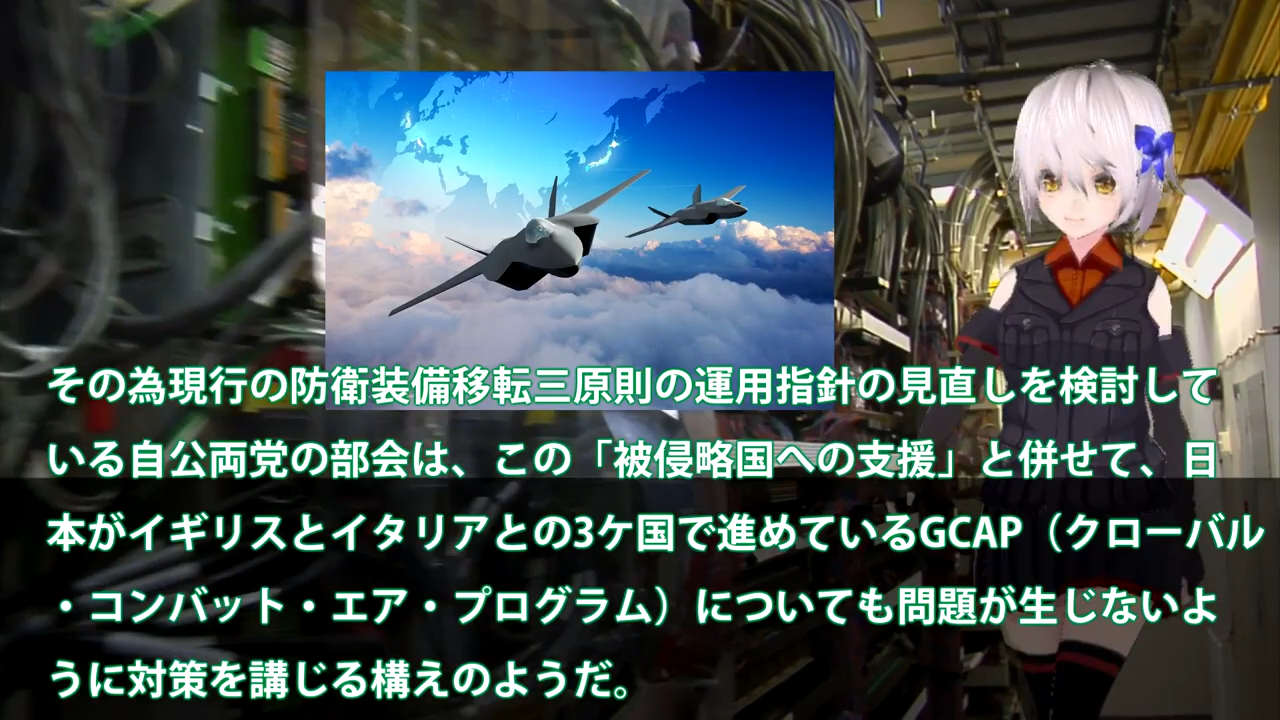 その為現行の防衛装備移転三原則の運用指針の見直しを検討して
いる自公両党の部会は、この「被侵略国への支援」と併せて、日
本がイギリスとイタリアとの3ケ国で進めているGCAP（クローバル
・コンバット・エア・プログラム）についても問題が生じないよ
うに対策を講じる構えのようだ。